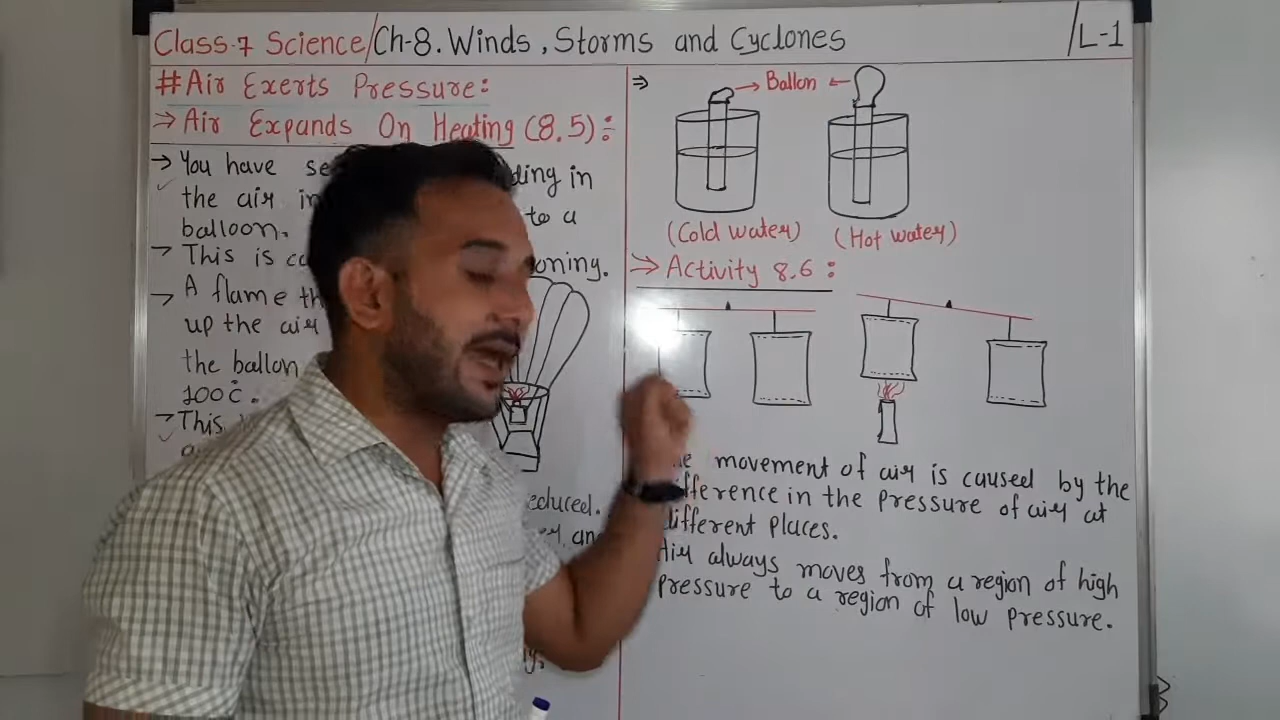 Class-7 Science/Ch-8. Winds, Storms and Cyclones /L-1
#Air Exerts Pressure:
⇒ Air Expands On Heating (8.5):
→ You have ding in
the air in to a
balloon.
→ This is oning.
→ A flame th
up the air
the ballon
100°c.
→ This
educed.
an
⇒ → Ballon ←
(Cold water) (Hot water)
⇒ Activity 8.6:
movement of air is caused by the
ifference in the pressure of air at
ifferent Places.
Air always moves from a region of high
pressure to a region of low pressure.